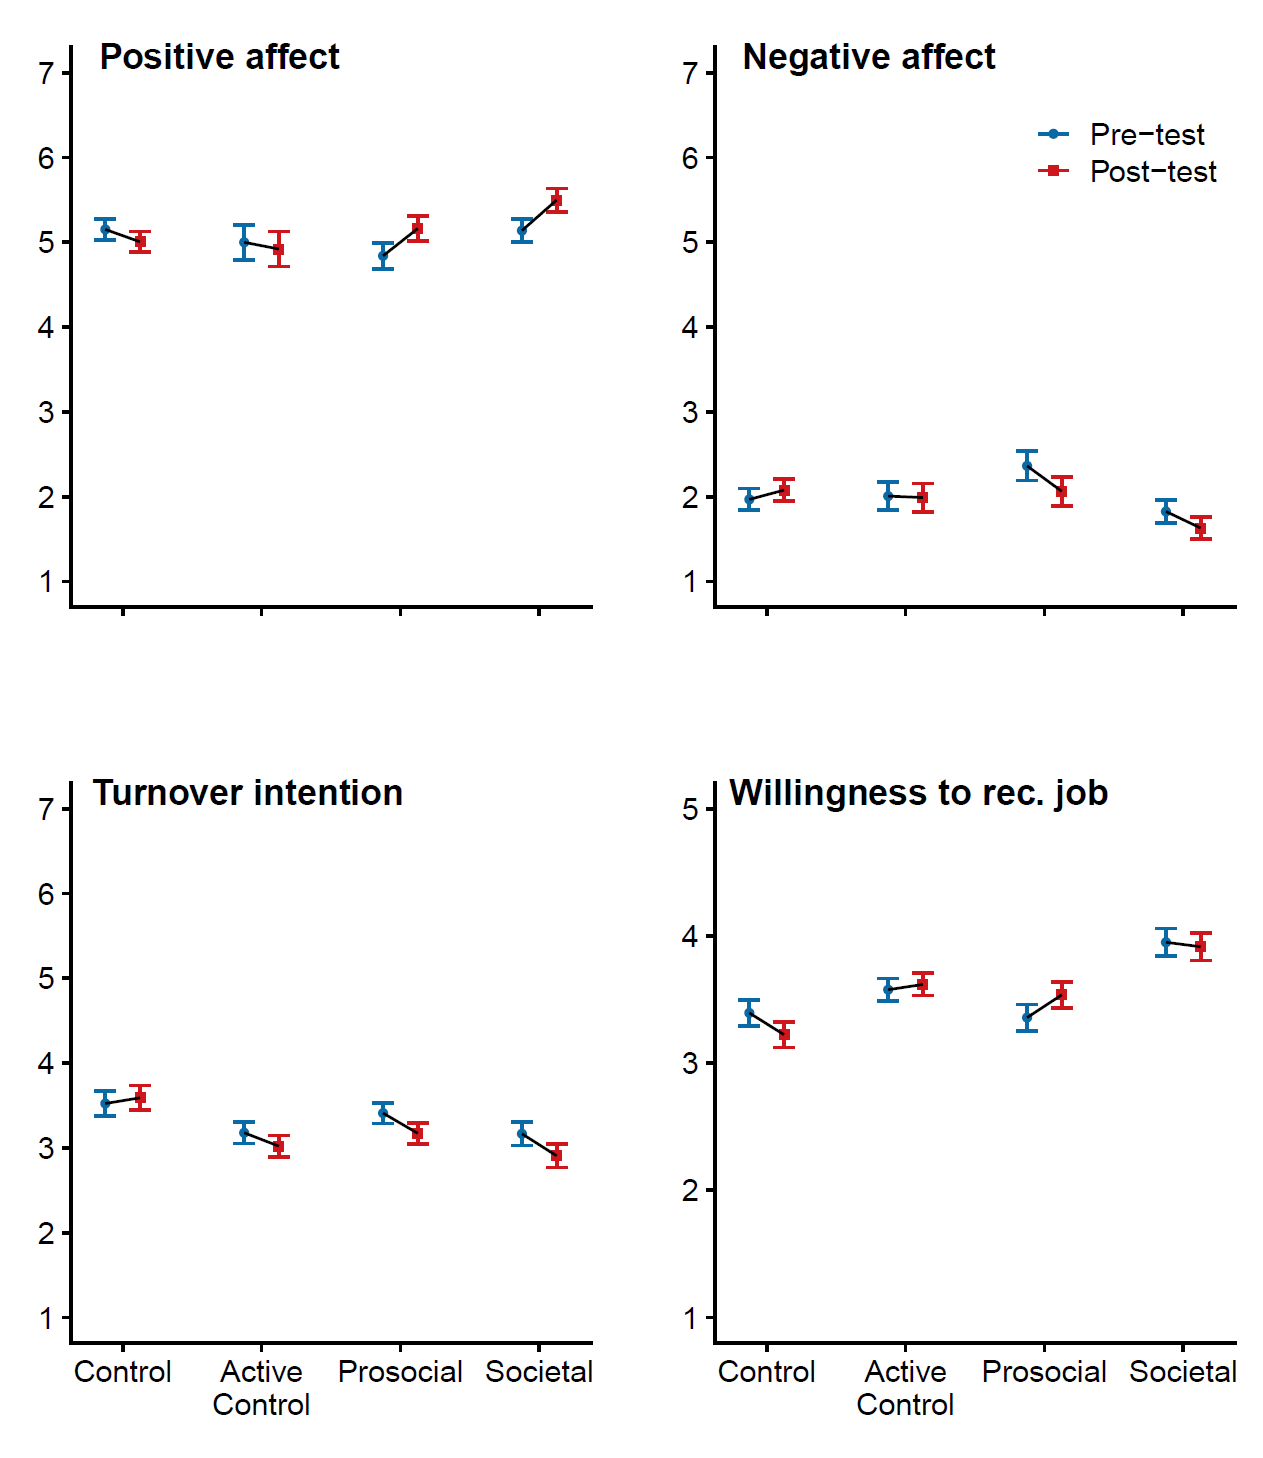 Positive affect
7
6
5
4
3
2
1
Negative affect
7
6
5
4
3
2
1
Pre−test
Post−test
Turnover intention
7
6
5
4
3
2
1
Control
Active
Control
Prosocial
Societal
Willingness to rec. job
5
4
3
2
1
Control
Active
Control
Prosocial
Societal